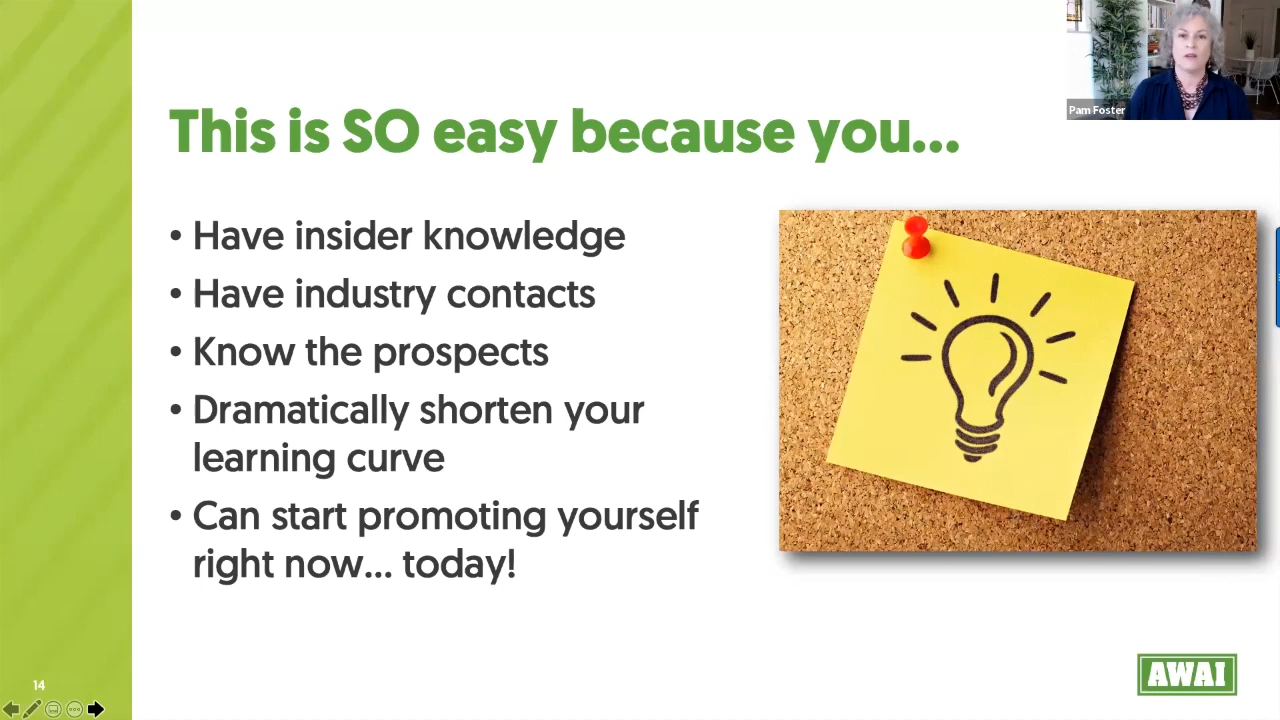 Pam Foster
This is SO easy because you...
• Have insider knowledge
• Have industry contacts
• Know the prospects
• Dramatically shorten your
learning curve
• Can start promoting yourself
right now... today!
AWAI
14